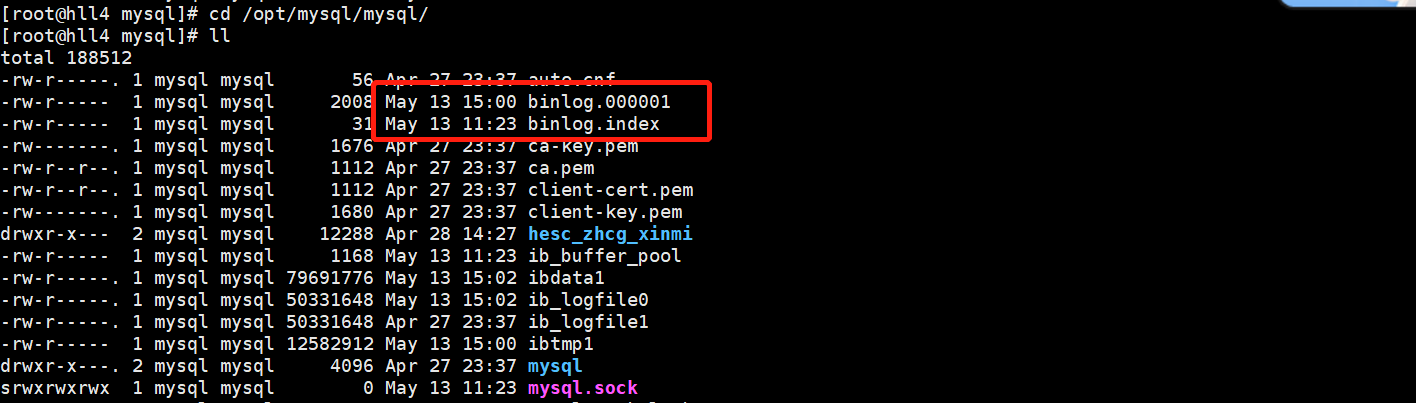 [root@hll4 mysql]# cd /opt/mysql/mysql/
[root@hll4 mysql]# ll
total 188512
-rw-r-----. 1 mysql mysql       56 Apr 27 23:37 auto.cnf
-rw-r----- 1 mysql mysql     2008 May 13 15:00 binlog.000001
-rw-r----- 1 mysql mysql       31 May 13 11:23 binlog.index
-rw-------. 1 mysql mysql     1676 Apr 27 23:37 ca-key.pem
-rw-r--r--. 1 mysql mysql     1112 Apr 27 23:37 ca.pem
-rw-r--r--. 1 mysql mysql     1112 Apr 27 23:37 client-cert.pem
-rw-------. 1 mysql mysql     1680 Apr 27 23:37 client-key.pem
drwxr-x--- 2 mysql mysql    12288 Apr 28 14:27 hesc_zhcg_xinmi
-rw-r----- 1 mysql mysql     1168 May 13 11:23 ib_buffer_pool
-rw-r-----. 1 mysql mysql 79691776 May 13 15:02 ibdata1
-rw-r-----. 1 mysql mysql 50331648 May 13 15:02 ib_logfile0
-rw-r-----. 1 mysql mysql 50331648 Apr 27 23:37 ib_logfile1
-rw-r----- 1 mysql mysql 12582912 May 13 15:00 ibtmp1
drwxr-x---. 2 mysql mysql     4096 Apr 27 23:37 mysql
srwxrwxrwx 1 mysql mysql        0 May 13 11:23 mysql.sock